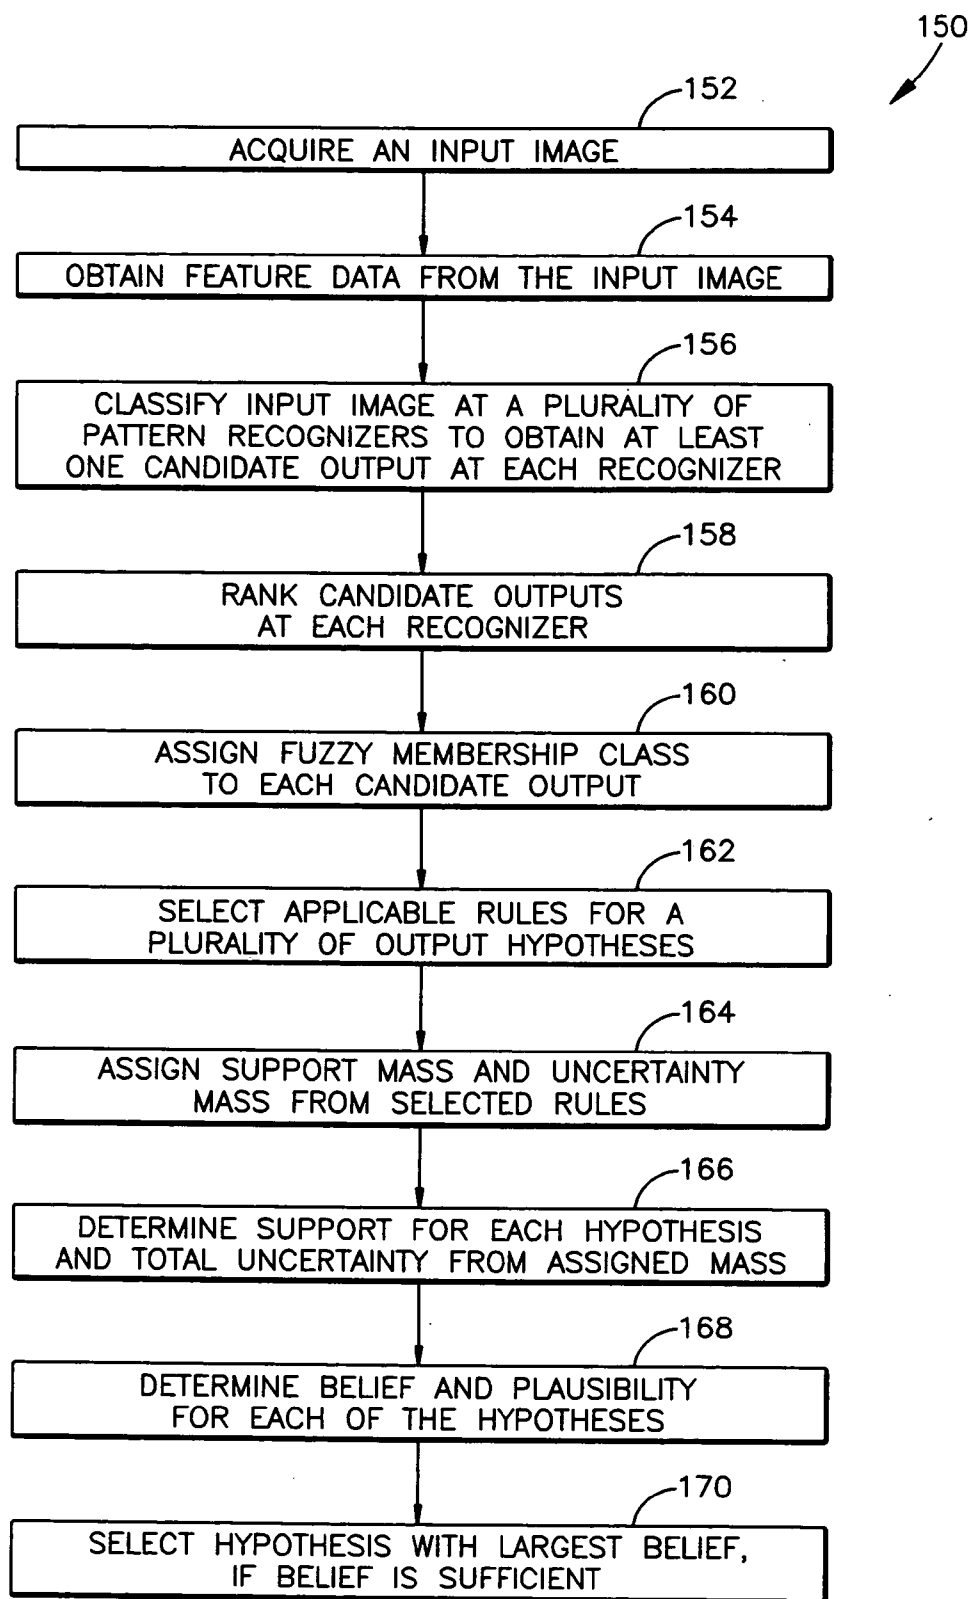 150
152
ACQUIRE AN INPUT IMAGE
154
OBTAIN FEATURE DATA FROM THE INPUT IMAGE
156
CLASSIFY INPUT IMAGE AT A PLURALITY OF
PATTERN RECOGNIZERS TO OBTAIN AT LEAST
ONE CANDIDATE OUTPUT AT EACH RECOGNIZER
158
RANK CANDIDATE OUTPUTS
AT EACH RECOGNIZER
160
ASSIGN FUZZY MEMBERSHIP CLASS
TO EACH CANDIDATE OUTPUT
162
SELECT APPLICABLE RULES FOR A
PLURALITY OF OUTPUT HYPOTHESES
164
ASSIGN SUPPORT MASS AND UNCERTAINTY
MASS FROM SELECTED RULES
166
DETERMINE SUPPORT FOR EACH HYPOTHESIS
AND TOTAL UNCERTAINTY FROM ASSIGNED MASS
168
DETERMINE BELIEF AND PLAUSIBILITY
FOR EACH OF THE HYPOTHESES
170
SELECT HYPOTHESIS WITH LARGEST BELIEF,
IF BELIEF IS SUFFICIENT